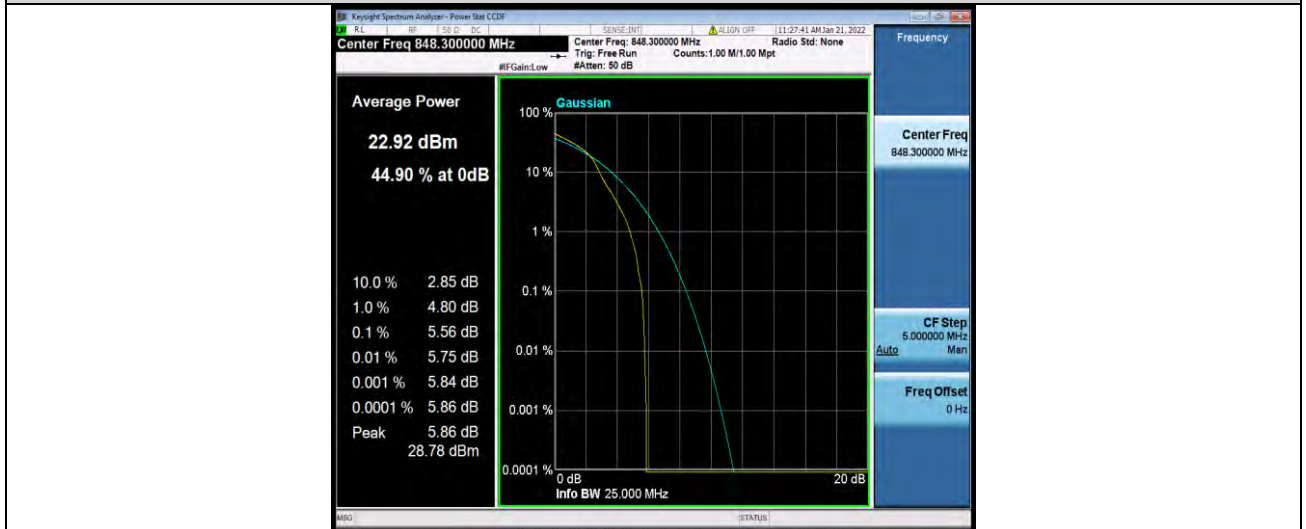 Keysight Spectrum Analyzer - Power Stat CCDF
RL RF 50 Ω DC SENSE:INT ALIGN OFF 11:27:41 AM Jan 21, 2022
Center Freq 848.300000 MHz
Center Freq: 848.300000 MHz Radio Std: None
Trig: Free Run Counts:1.00 M/1.00 Mpt
#IFGain:Low #Atten: 50 dB
Average Power
22.92 dBm
44.90 % at 0dB
10.0 % 2.85 dB
1.0 % 4.80 dB
0.1 % 5.56 dB
0.01 % 5.75 dB
0.001 % 5.84 dB
0.0001 % 5.86 dB
Peak 5.86 dB
28.78 dBm
Gaussian
100 %
10 %
1 %
0.1 %
0.01 %
0.001 %
0.0001 %
0 dB 20 dB
Info BW 25.000 MHz
Frequency
Center Freq
848.300000 MHz
CF Step
5.000000 MHz
Auto Man
Freq Offset
0 Hz
MSG STATUS